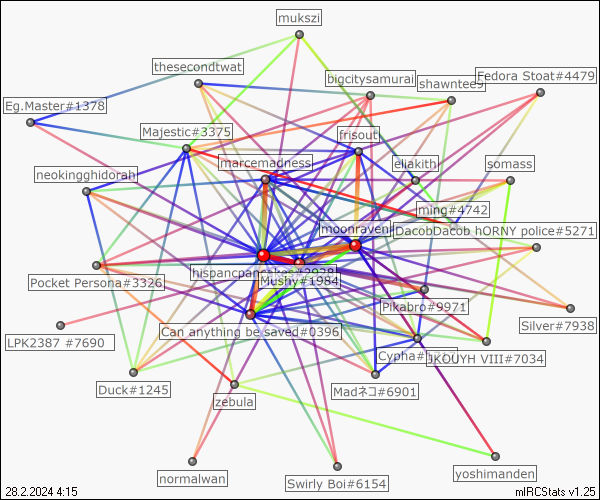 mukszi
thesecondtwat
bigcitysamurai
Fedora Stoat#4479
shawntees
Eg.Master#1378
Majestic#3375
frisout
marcemadness
eliakith
somass
neokingghidorah
ming#4742
moonraven
DacobDacob hORNY police#5271
hispancpancakes#2928
Mushy#1984
Pocket Persona#3326
Pikabro#9971
Silver#7938
Can anything be saved#0396
LPK2387 #7690
JKOUYH VIII#7034
Duck#1245
Madネコ#6901
zebula
normalwan
Swirly Boi#6154
yoshimanden
28.2.2024 4:15
mIRCStats v1.25